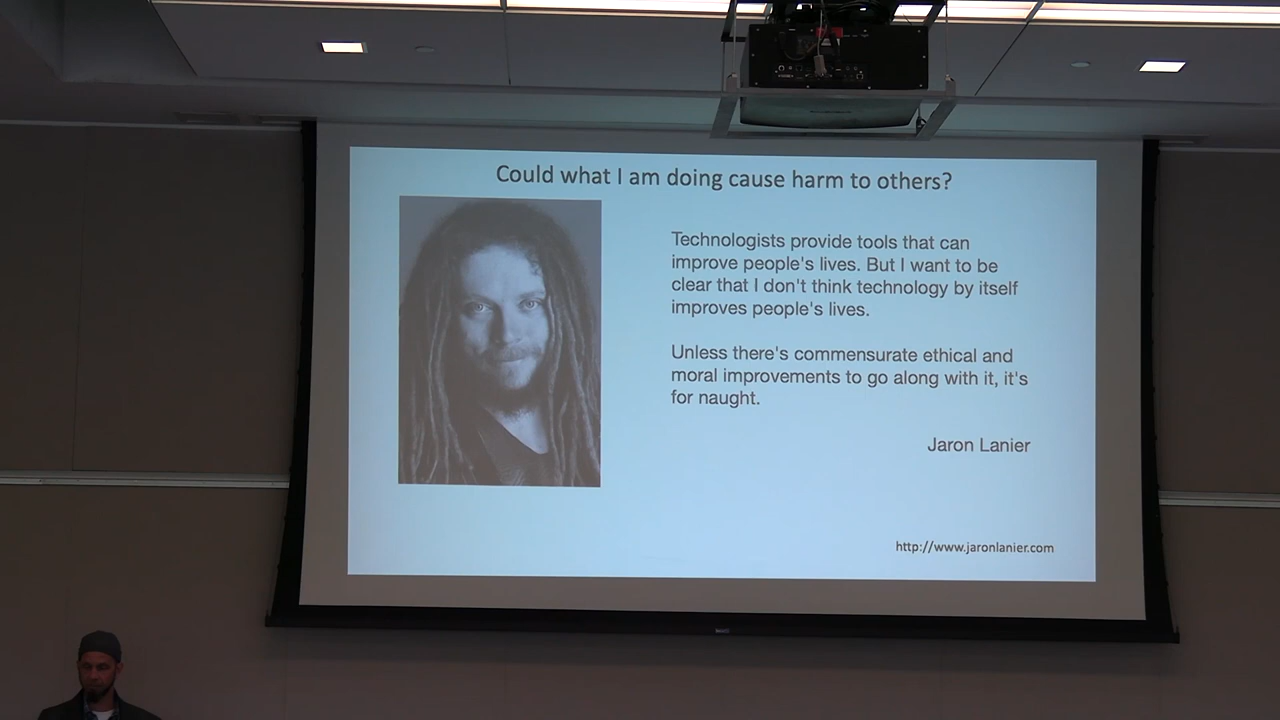 Could what I am doing cause harm to others?
Technologists provide tools that can
improve people's lives. But I want to be
clear that I don't think technology by itself
improves people's lives.
Unless there's commensurate ethical and
moral improvements to go along with it, it's
for naught.
Jaron Lanier
http://www.jaronlanier.com